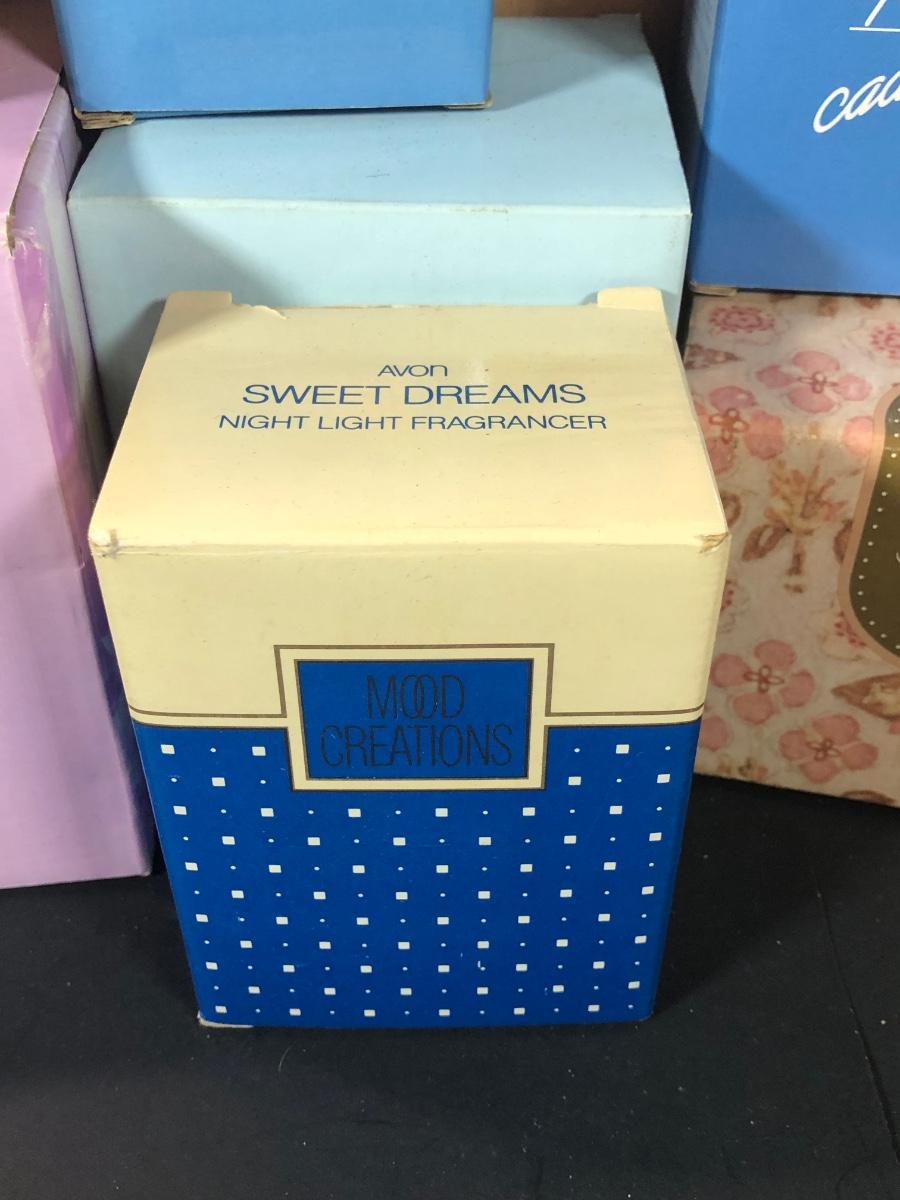 AVON
SWEET DREAMS
NIGHT LIGHT FRAGRANCER
MOOD
CREATIONS